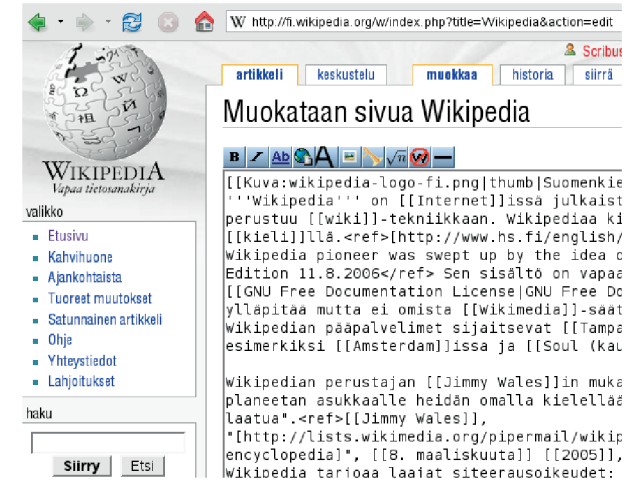 http://fi.wikipedia.org/w/index.php?title=Wikipedia&action=edit
Scribus
artikkeli keskustelu muokkaa historia siirrä
Muokataan sivua Wikipedia
B I Ab A √n W —
WIKIPEDIA
Vapaa tietosanakirja
valikko
Etusivu
Kahvihuone
Ajankohtaista
Tuoreet muutokset
Satunnainen artikkeli
Ohje
Yhteystiedot
Lahjoitukset
haku
Siirry Etsi
[[Kuva:wikipedia-logo-fi.png|thumb|Suomenkie
'''Wikipedia''' on [[Internet]]issä julkaist
perustuu [[wiki]]-tekniikkaan. Wikipediaa ki
[[kieli]]llä.<ref>[http://www.hs.fi/english/
Wikipedia pioneer was swept up by the idea o
Edition 11.8.2006</ref> Sen sisältö on vapaa
[[GNU Free Documentation License|GNU Free Do
ylläpitää mutta ei omista [[Wikimedia]]-säät
Wikipedian pääpalvelimet sijaitsevat [[Tampa
esimerkiksi [[Amsterdam]]issa ja [[Soul (kau
Wikipedian perustajan [[Jimmy Wales]]in muka
planeetan asukkaalle heidän omalla kielellää
laatua".<ref>[[Jimmy Wales]],
"[http://lists.wikimedia.org/pipermail/wikip
encyclopedia]", [[8. maaliskuuta]] [[2005]],
Wikipedia tarjoaa laajat siteerausoikeudet: